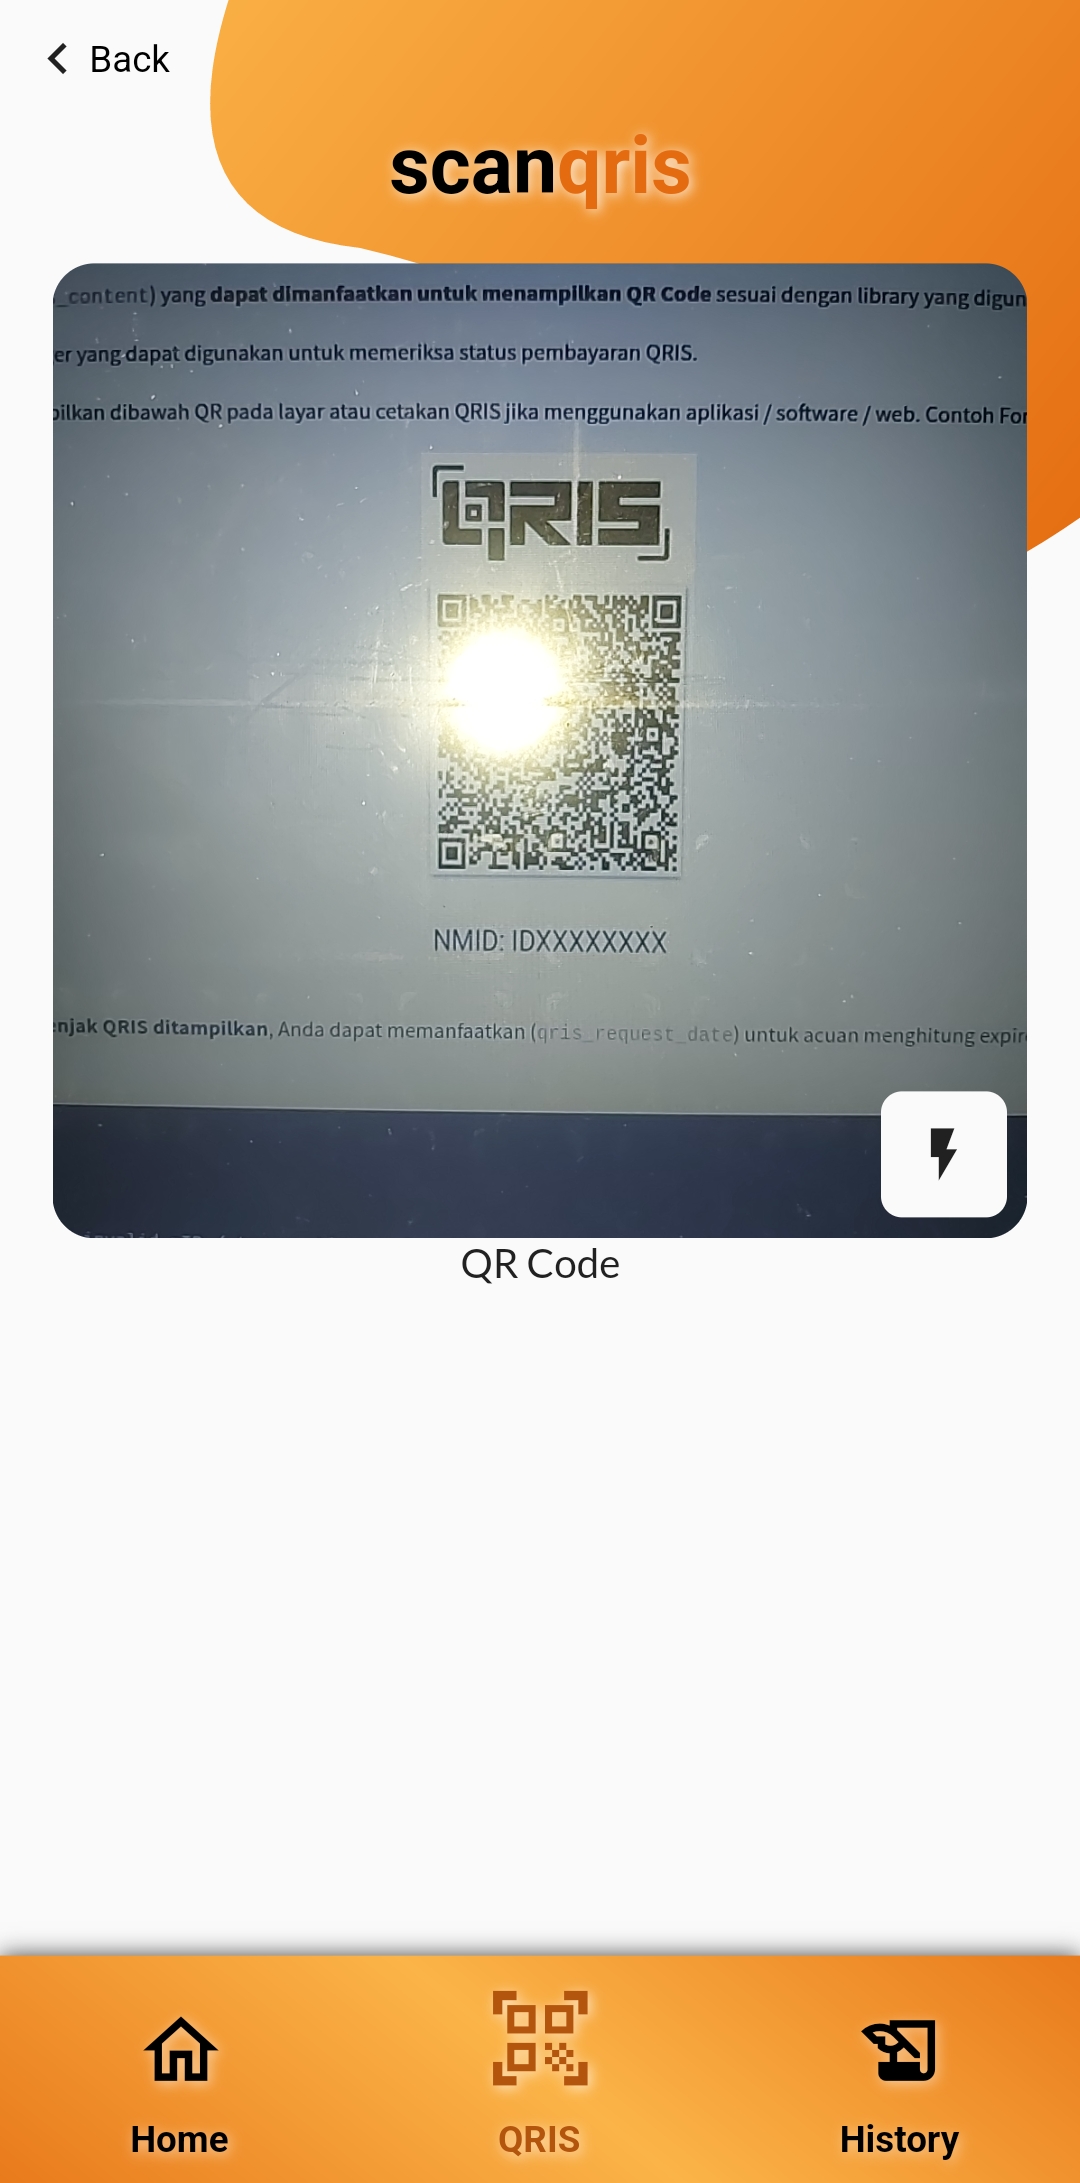 Back
scanqris
_content) yang dapat dimanfaatkan untuk menampilkan QR Code sesuai dengan library yang digun
er yang dapat digunakan untuk memeriksa status pembayaran QRIS.
pilkan dibawah QR pada layar atau cetakan QRIS jika menggunakan aplikasi / software / web. Contoh For
QRIS
NMID: IDXXXXXXXX
enjak QRIS ditampilkan, Anda dapat memanfaatkan (qris_request_date) untuk acuan menghitung expire
QR Code
Home
QRIS
History